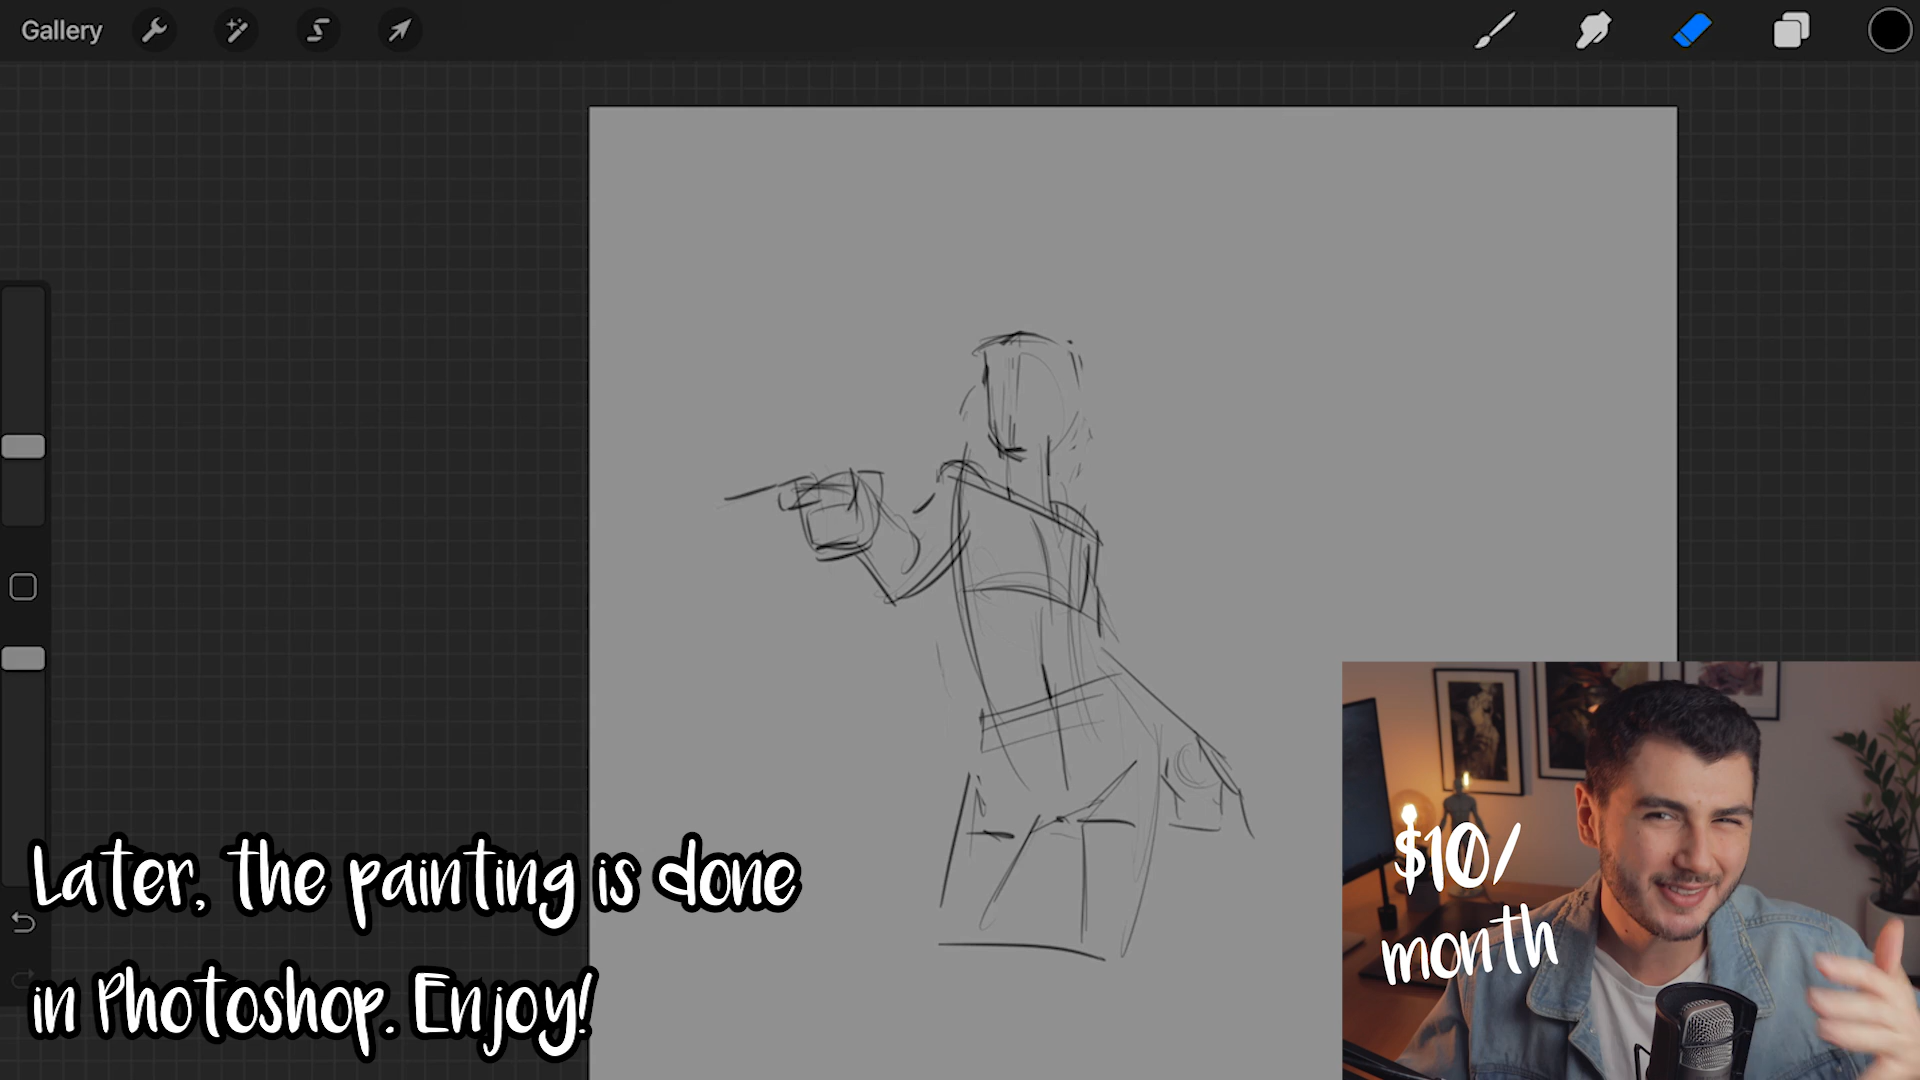 Gallery
Later, the painting is done
in Photoshop. Enjoy!
$10/
month